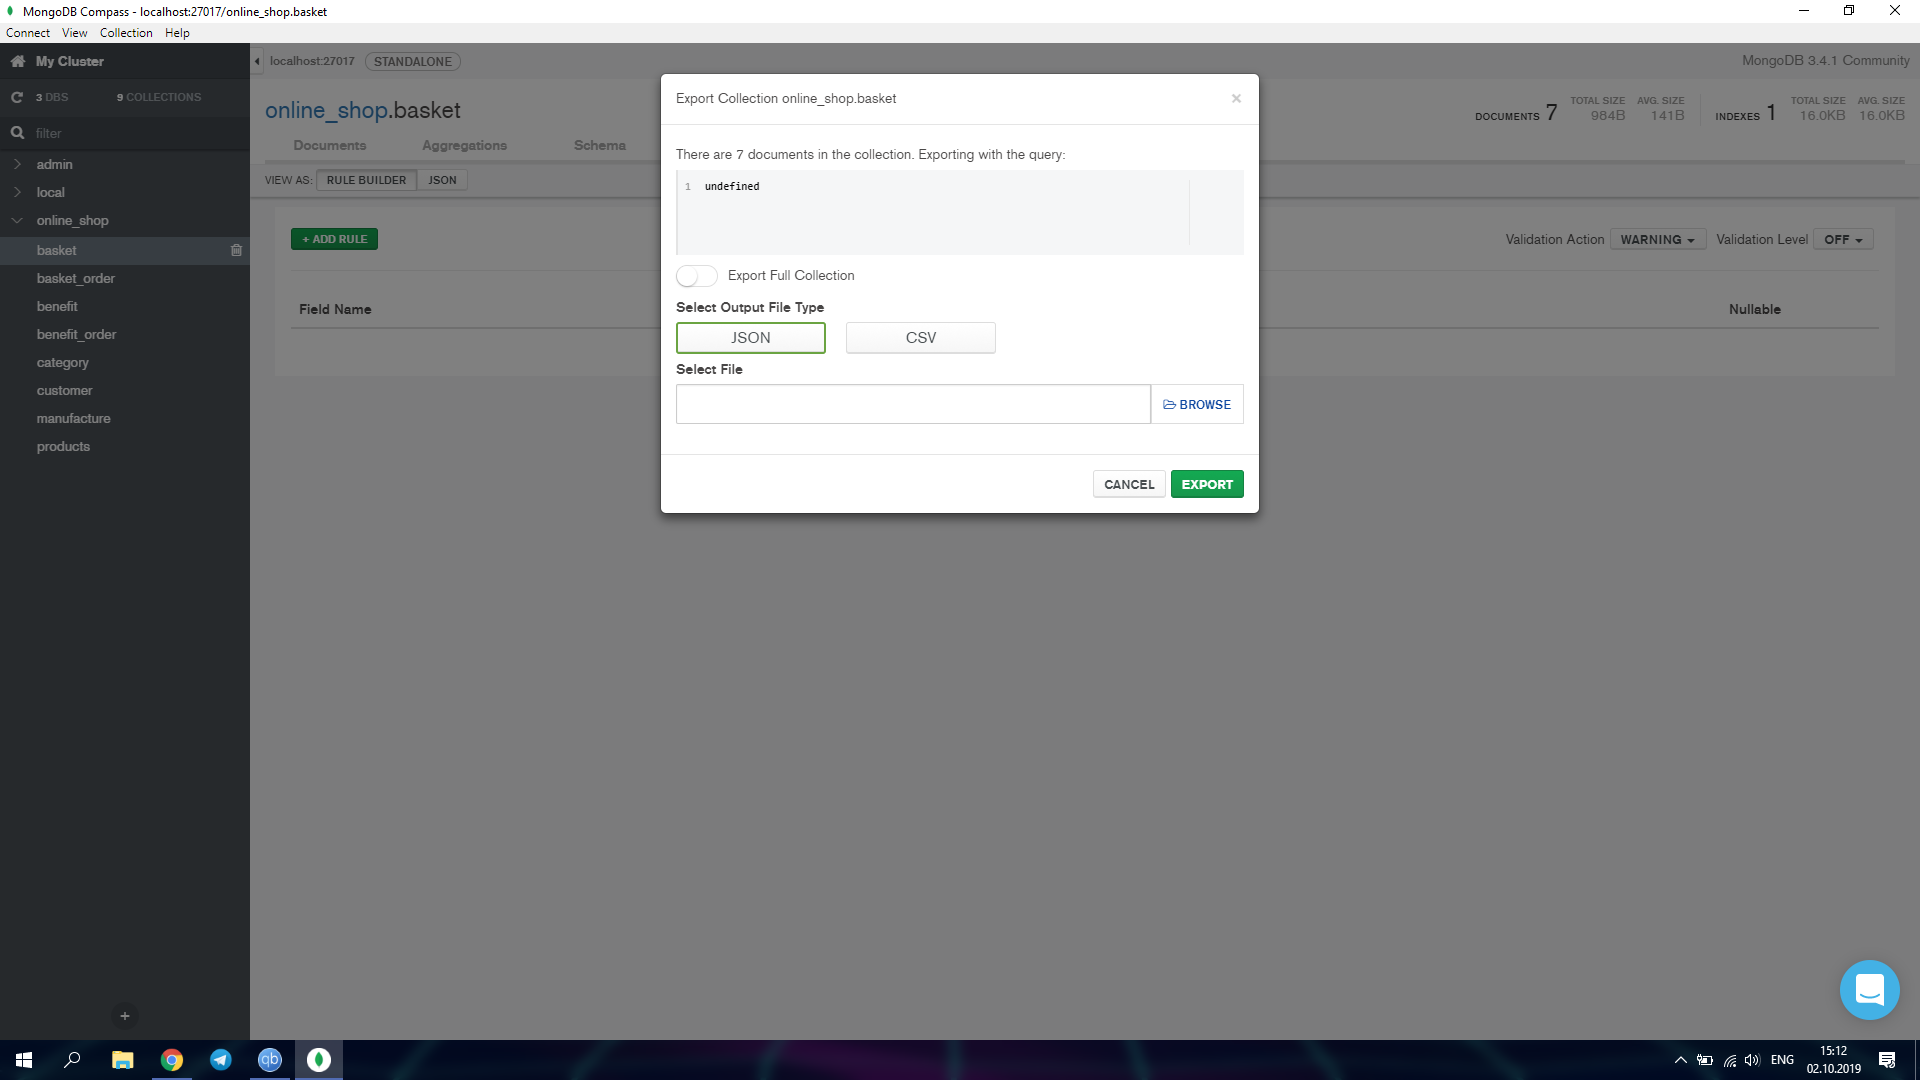 MongoDB Compass - localhost:27017/online_shop.basket
Connect View Collection Help
My Cluster
3 DBS 9 COLLECTIONS
filter
admin
local
online_shop
basket
basket_order
benefit
benefit_order
category
customer
manufacture
products
+
localhost:27017 STANDALONE
MongoDB 3.4.1 Community
online_shop.basket
DOCUMENTS 7 TOTAL SIZE 984B AVG. SIZE 141B INDEXES 1 TOTAL SIZE 16.0KB AVG. SIZE 16.0KB
Documents Aggregations Schema
VIEW AS: RULE BUILDER JSON
+ ADD RULE
Validation Action WARNING Validation Level OFF
Field Name Nullable
Export Collection online_shop.basket ×
There are 7 documents in the collection. Exporting with the query:
1 undefined
Export Full Collection
Select Output File Type
JSON CSV
Select File
BROWSE
CANCEL EXPORT
qb
ENG
15:12
02.10.2019